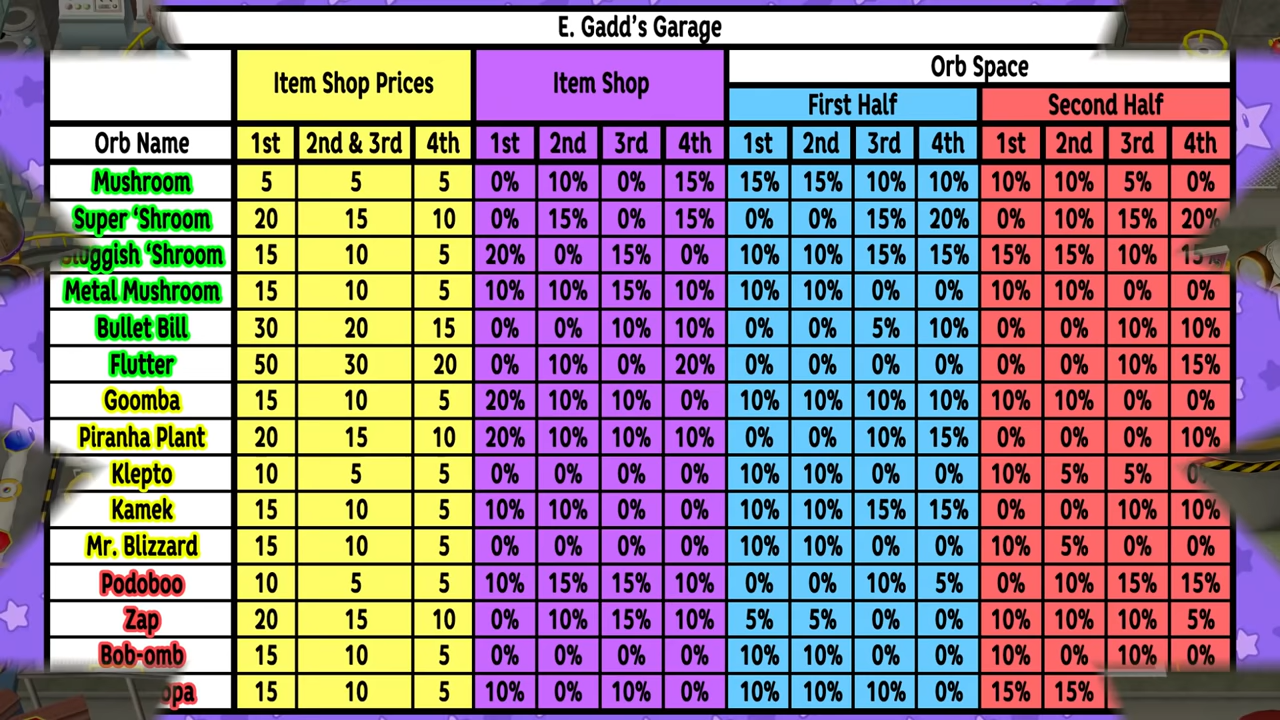 E. Gadd's Garage
Item Shop Prices Item Shop Orb Space
First Half Second Half
Orb Name 1st 2nd & 3rd 4th 1st 2nd 3rd 4th 1st 2nd 3rd 4th 1st 2nd 3rd 4th
Mushroom 5 5 5 0% 10% 0% 15% 15% 15% 10% 10% 10% 10% 5% 0%
Super ‘Shroom 20 15 10 0% 15% 0% 15% 0% 0% 15% 20% 0% 10% 15% 20%
‘Shroom 15 10 5 20% 0% 15% 0% 10% 10% 15% 15% 15% 15% 10% 15%
Metal Mushroom 15 10 5 10% 10% 15% 10% 10% 10% 0% 0% 10% 10% 0% 0%
Bullet Bill 30 20 15 0% 0% 10% 10% 0% 0% 5% 10% 0% 0% 10% 10%
Flutter 50 30 20 0% 10% 0% 20% 0% 0% 0% 0% 0% 0% 10% 15%
Goomba 15 10 5 20% 10% 10% 0% 10% 10% 10% 10% 10% 10% 0% 0%
Piranha Plant 20 15 10 20% 10% 10% 10% 0% 0% 10% 15% 0% 0% 0% 10%
Klepto 10 5 5 0% 0% 0% 0% 10% 10% 0% 0% 10% 5% 5%
Kamek 15 10 5 10% 10% 0% 0% 10% 10% 15% 15% 0% 0% 10% 10%
Mr. Blizzard 15 10 5 0% 0% 0% 0% 10% 10% 0% 0% 10% 5% 0% 0%
Podoboo 10 5 5 10% 15% 15% 10% 0% 0% 10% 5% 0% 10% 15% 15%
Zap 20 15 10 0% 10% 15% 10% 5% 5% 0% 0% 10% 10% 10% 5%
Bob-omb 15 10 5 0% 0% 0% 0% 10% 10% 0% 0% 10% 0% 10% 0%
15 10 5 10% 0% 10% 0% 10% 10% 10% 0% 15% 15%